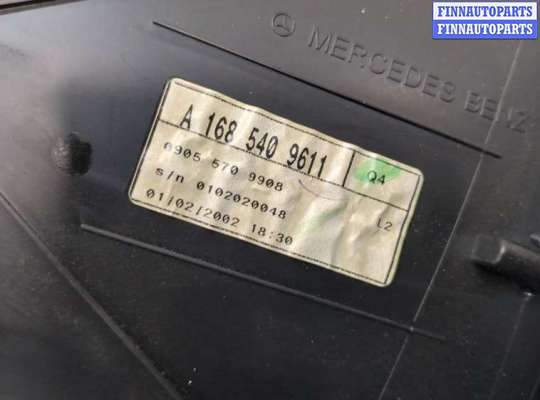 FINNAUTOPARTS
FINNAUTOPARTS
MERCEDES BENZ
A 168 540 9611
Q4
0905 570 9908
s/n 0102020048
L2
01/02/2002 18:30